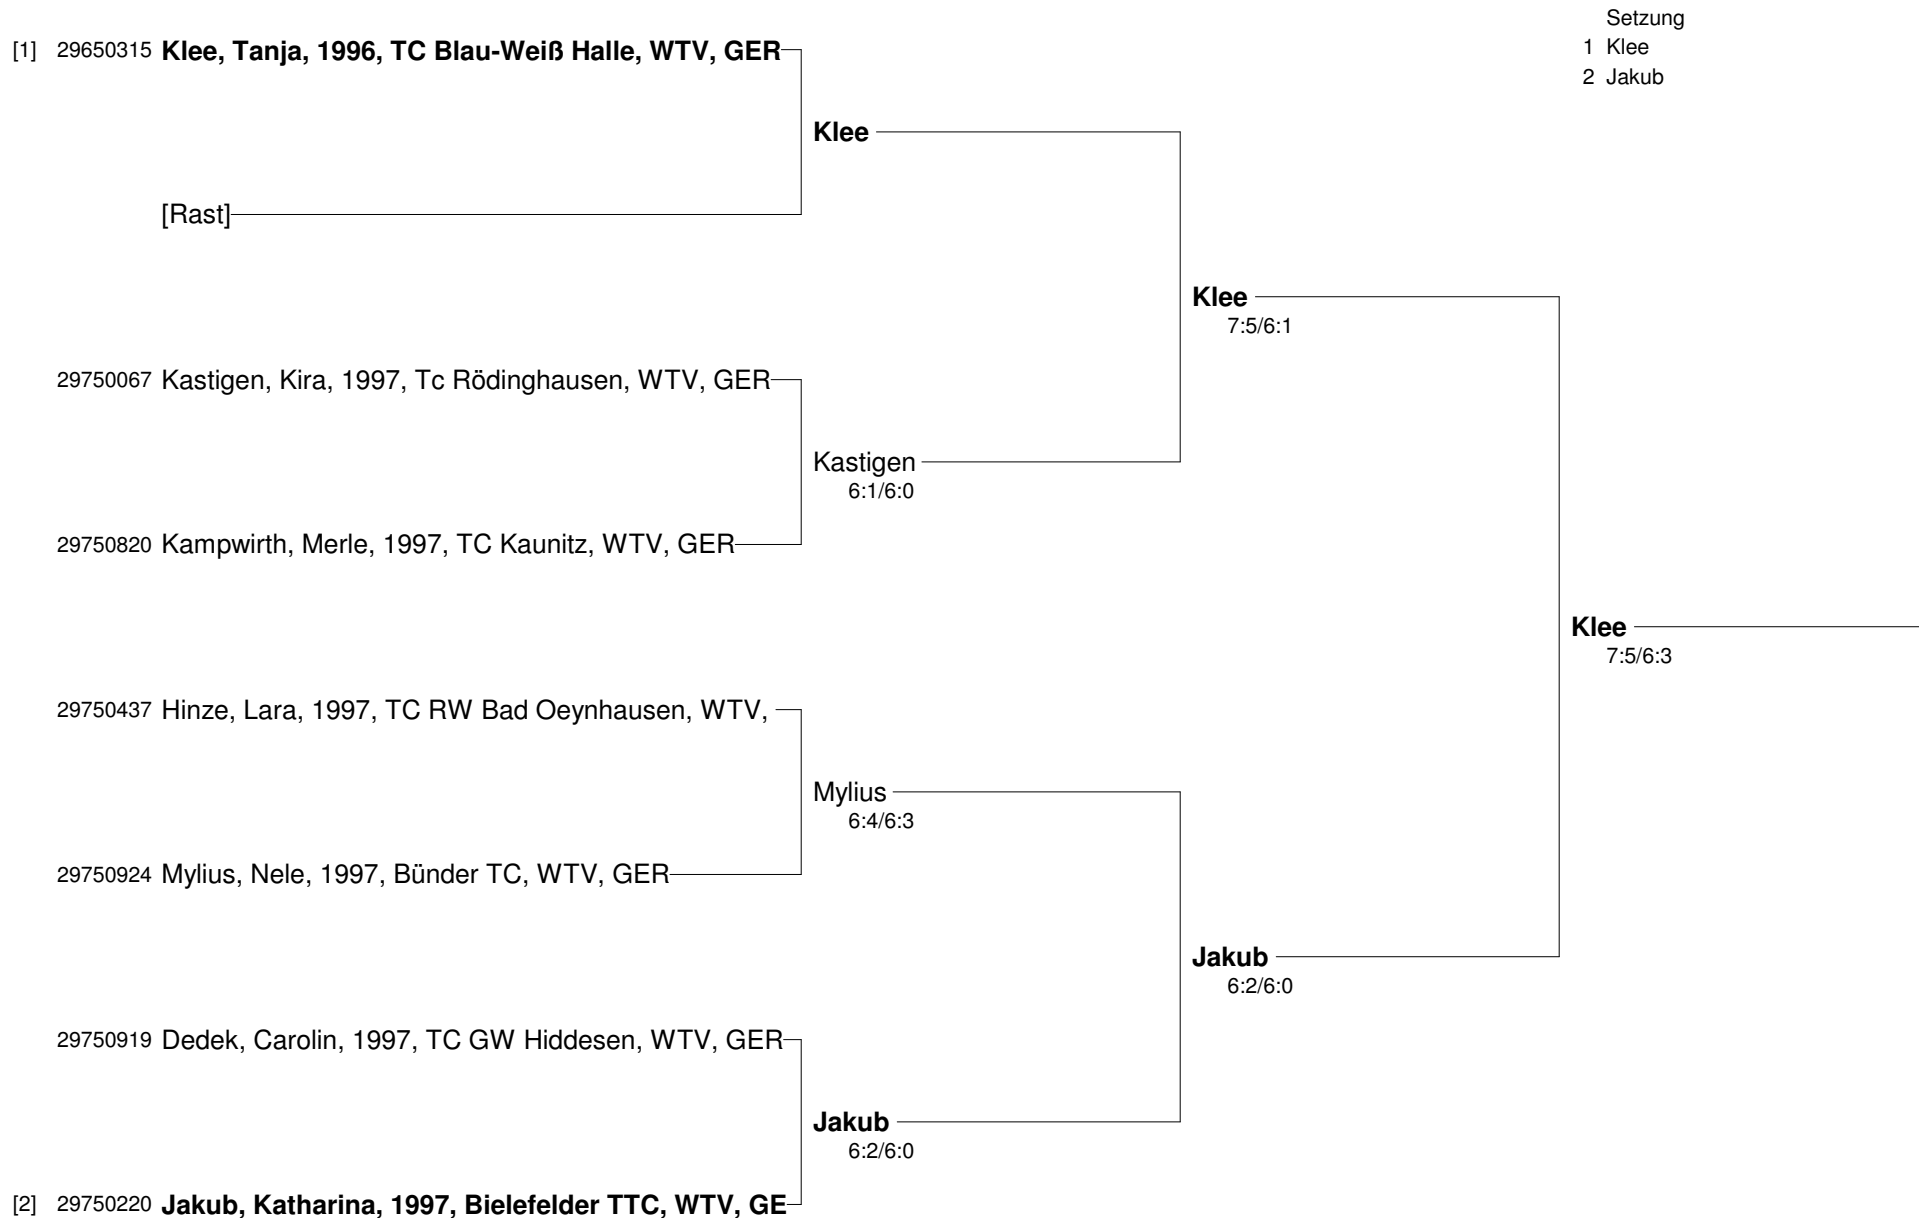 Setzung
1 Klee
2 Jakub
[1] 29650315 Klee, Tanja, 1996, TC Blau-Weiß Halle, WTV, GER
Klee
[Rast]
Klee
7:5/6:1
29750067 Kastigen, Kira, 1997, Tc Rödinghausen, WTV, GER
Kastigen
6:1/6:0
29750820 Kampwirth, Merle, 1997, TC Kaunitz, WTV, GER
Klee
7:5/6:3
29750437 Hinze, Lara, 1997, TC RW Bad Oeynhausen, WTV,
Mylius
6:4/6:3
29750924 Mylius, Nele, 1997, Bünder TC, WTV, GER
Jakub
6:2/6:0
29750919 Dedek, Carolin, 1997, TC GW Hiddesen, WTV, GER
Jakub
6:2/6:0
[2] 29750220 Jakub, Katharina, 1997, Bielefelder TTC, WTV, GE